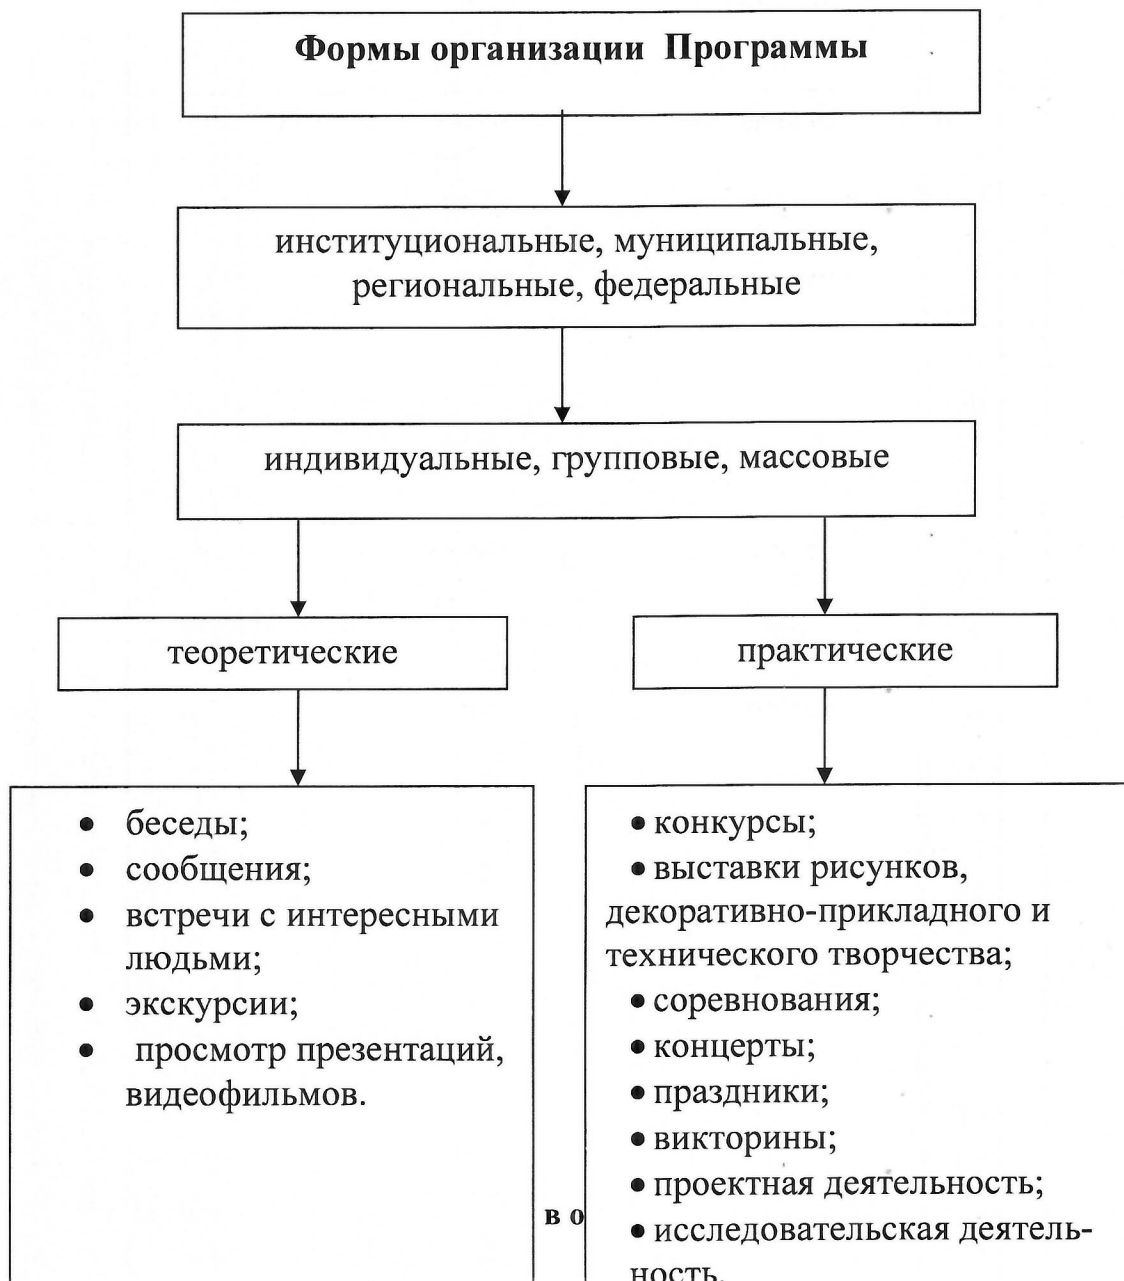 Формы организации Программы
институциональные, муниципальные,
региональные, федеральные
индивидуальные, групповые, массовые
теоретические
практические
• беседы;
• сообщения;
• встречи с интересными
людьми;
• экскурсии;
• просмотр презентаций,
видеофильмов.
• конкурсы;
• выставки рисунков,
декоративно-прикладного и
технического творчества;
• соревнования;
• концерты;
• праздники;
• викторины;
• проектная деятельность;
• исследовательская деятель-
ность.
в о